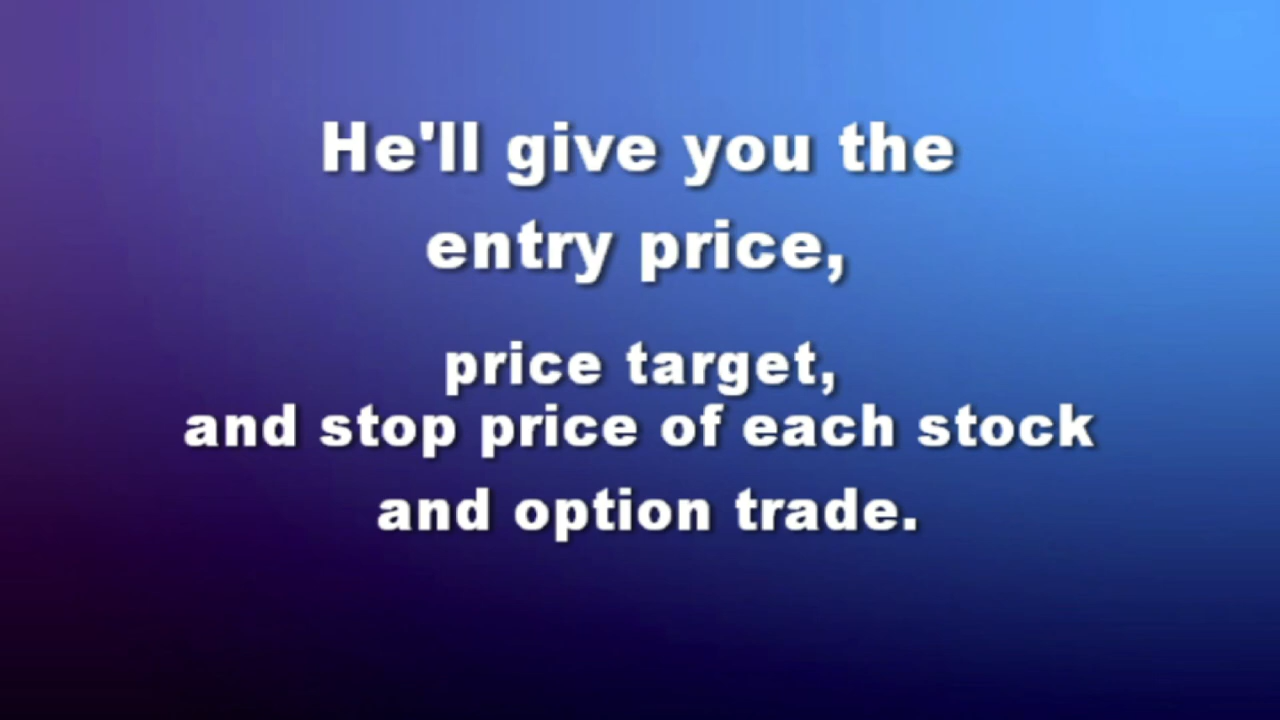 He'll give you the
entry price,
price target,
and stop price of each stock
and option trade.